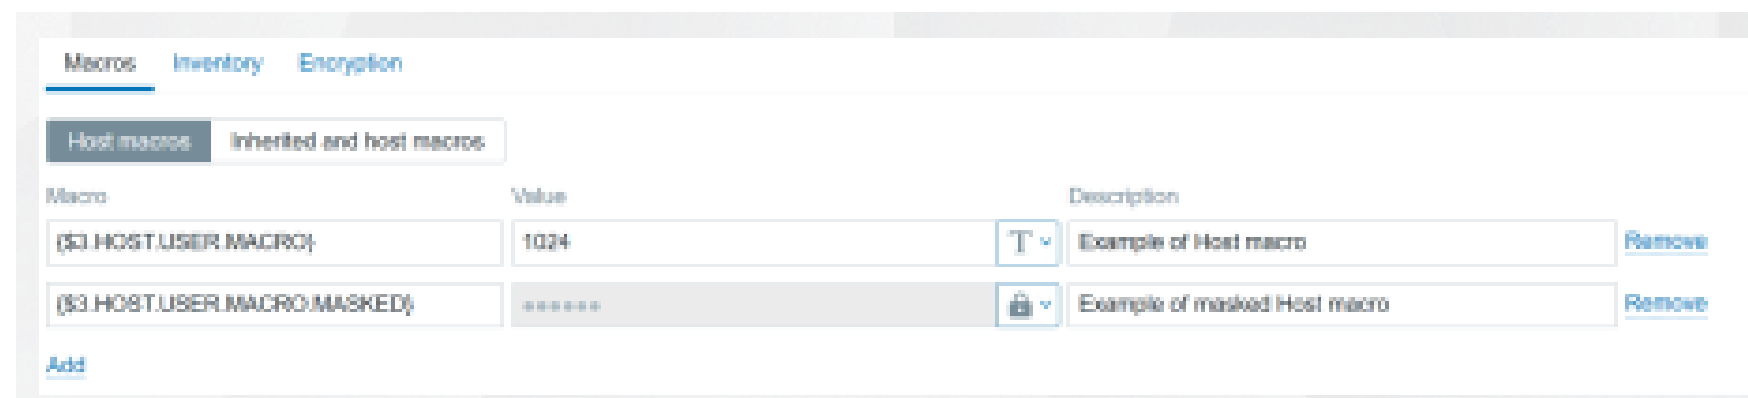 Macros Inventory Encryption
Host macros Inherited and host macros
Macro Value Description
{$3.HOST.USER.MACRO} 1024 T Example of Host macro Remove
{$3.HOST.USER.MACRO.MASKED} ****** Example of masked Host macro Remove
Add